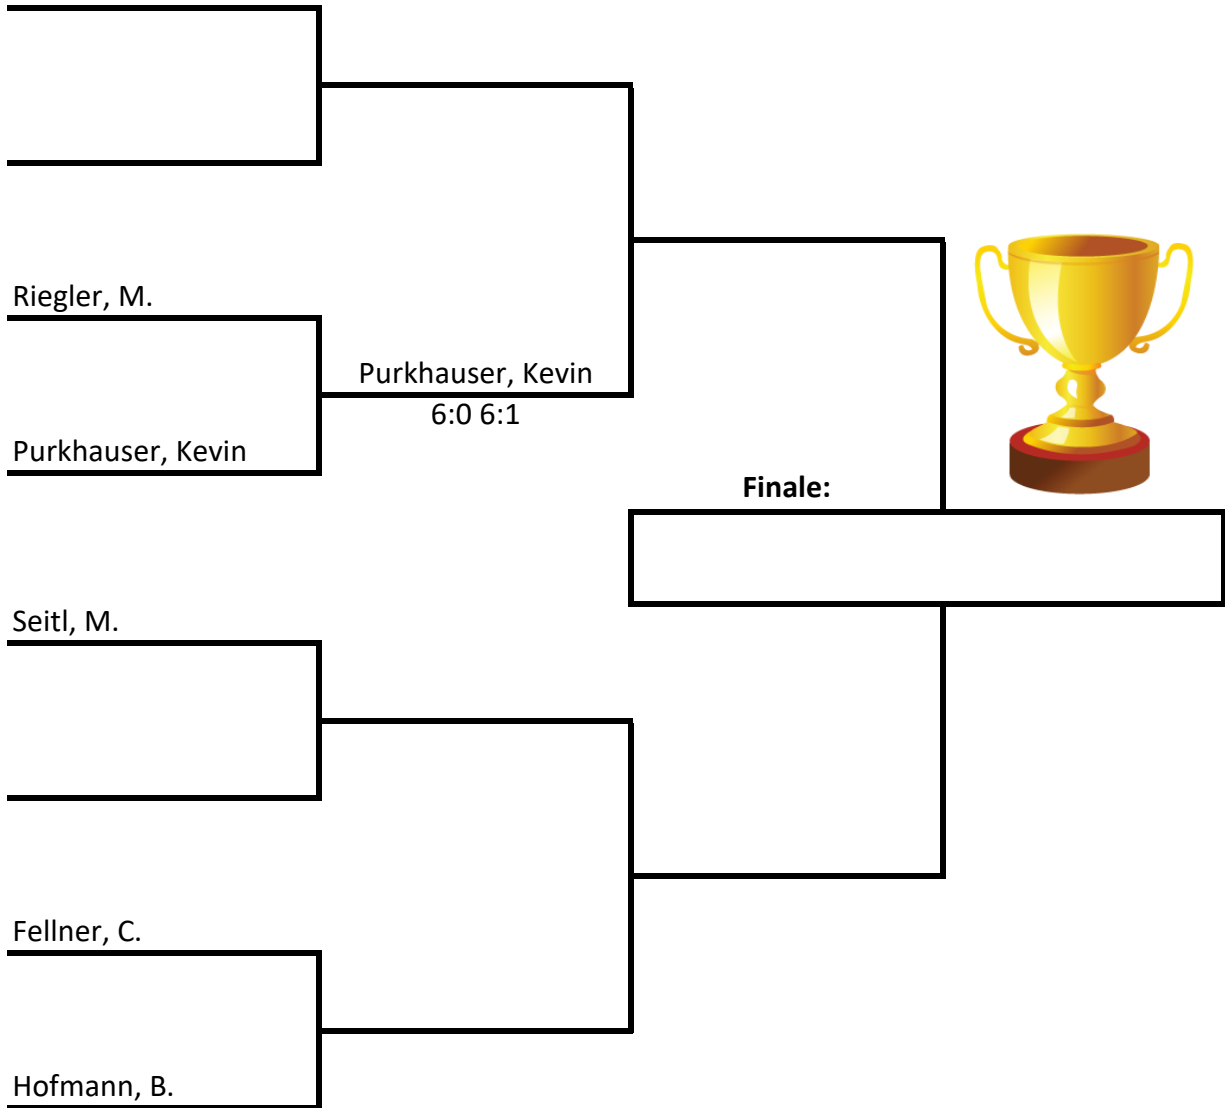 Riegler, M.
Purkhauser, Kevin
6:0 6:1
Purkhauser, Kevin
Finale:
Seitl, M.
Fellner, C.
Hofmann, B.